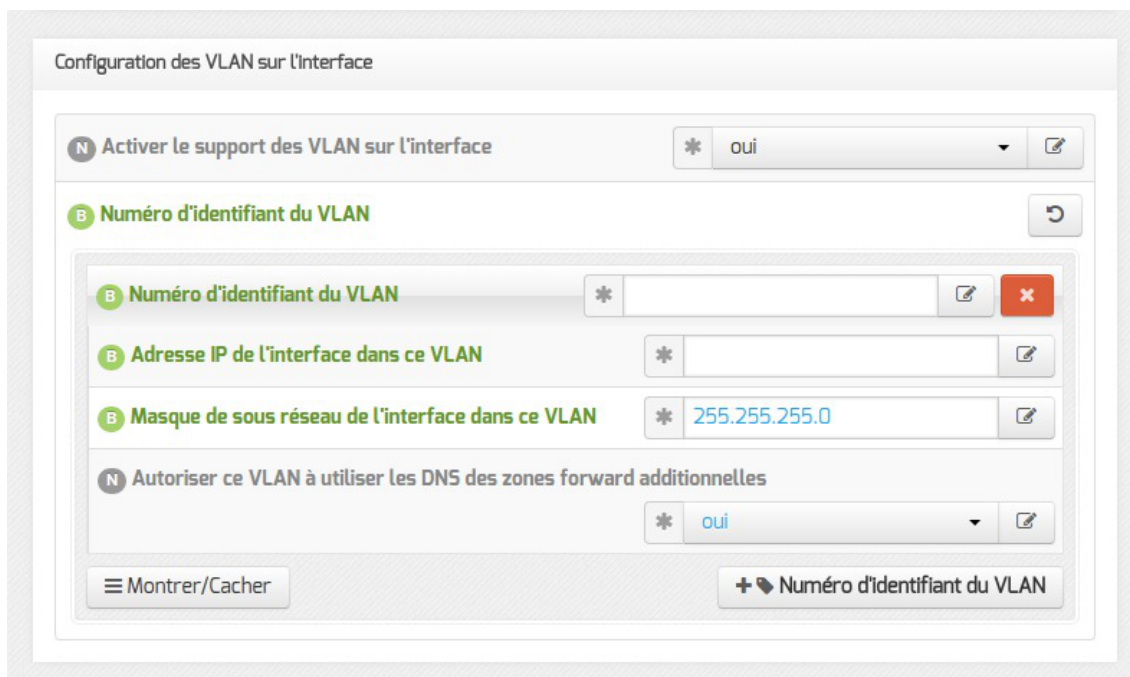 Configuration des VLAN sur l'interface
N Activer le support des VLAN sur l'interface * oui
B Numéro d'identifiant du VLAN
B Numéro d'identifiant du VLAN *
B Adresse IP de l'interface dans ce VLAN *
B Masque de sous réseau de l'interface dans ce VLAN * 255.255.255.0
N Autoriser ce VLAN à utiliser les DNS des zones forward additionnelles
* oui
Montrer/Cacher + Numéro d'identifiant du VLAN